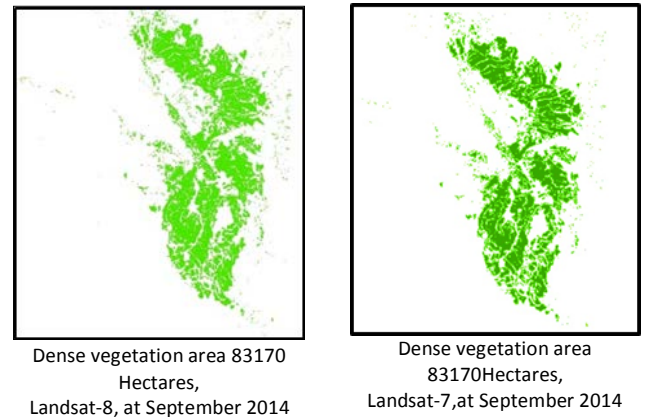 Dense vegetation area 83170
Hectares,
Landsat-8, at September 2014
Dense vegetation area
83170Hectares,
Landsat-7,at September 2014